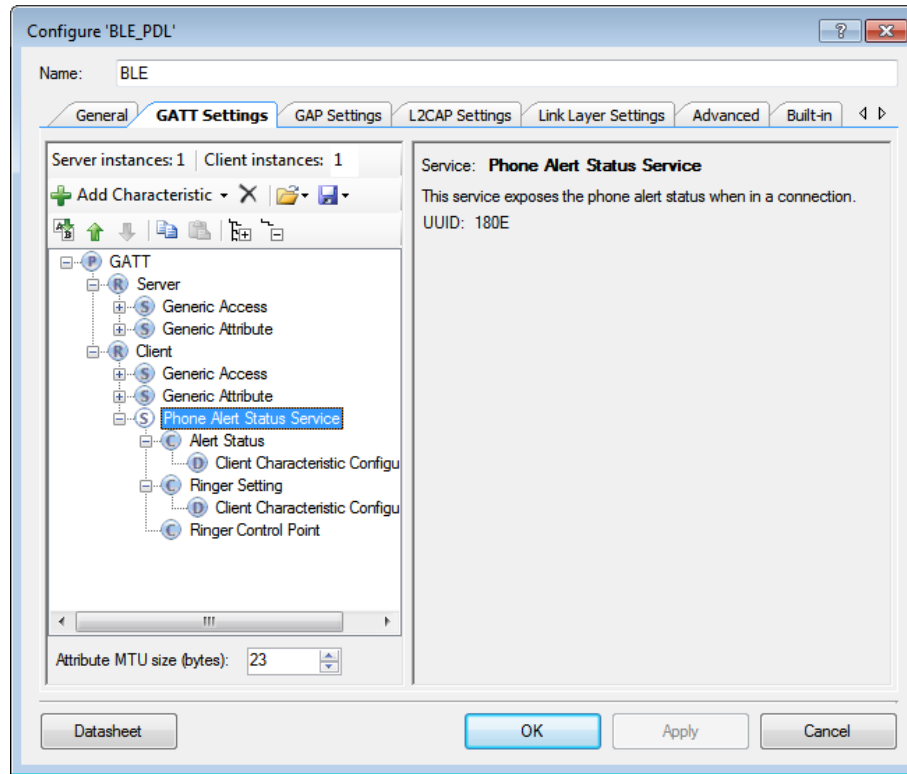 Configure 'BLE_PDL'
Name: BLE
General GATT Settings GAP Settings L2CAP Settings Link Layer Settings Advanced Built-in
Server instances: 1 Client instances: 1
Add Characteristic
GATT
P
Server
R
Generic Access
S
Generic Attribute
S
Client
R
Generic Access
S
Generic Attribute
S
Phone Alert Status Service
S
Alert Status
C
Client Characteristic Configu
D
Ringer Setting
C
Client Characteristic Configu
D
Ringer Control Point
C
Attribute MTU size (bytes): 23
Service: Phone Alert Status Service
This service exposes the phone alert status when in a connection.
UUID: 180E
Datasheet OK Apply Cancel